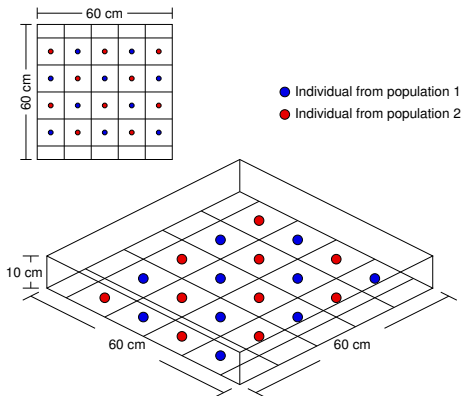 60 cm
60 cm
Individual from population 1
Individual from population 2
10 cm
60 cm
60 cm